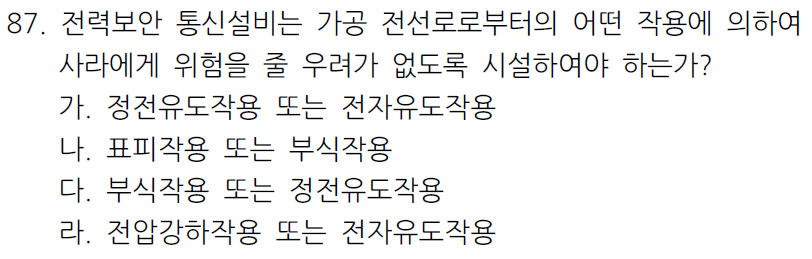 87. 전력보안 통신설비는 가공 전선로로부터의 어떤 작용에 의하여
사라에게 위험을 줄 우려가 없도록 시설하여야 하는가?
가. 정전유도작용 또는 전자유도작용
나. 표피작용 또는 부식작용
다. 부식작용 또는 정전유도작용
라. 전압강하작용 또는 전자유도작용